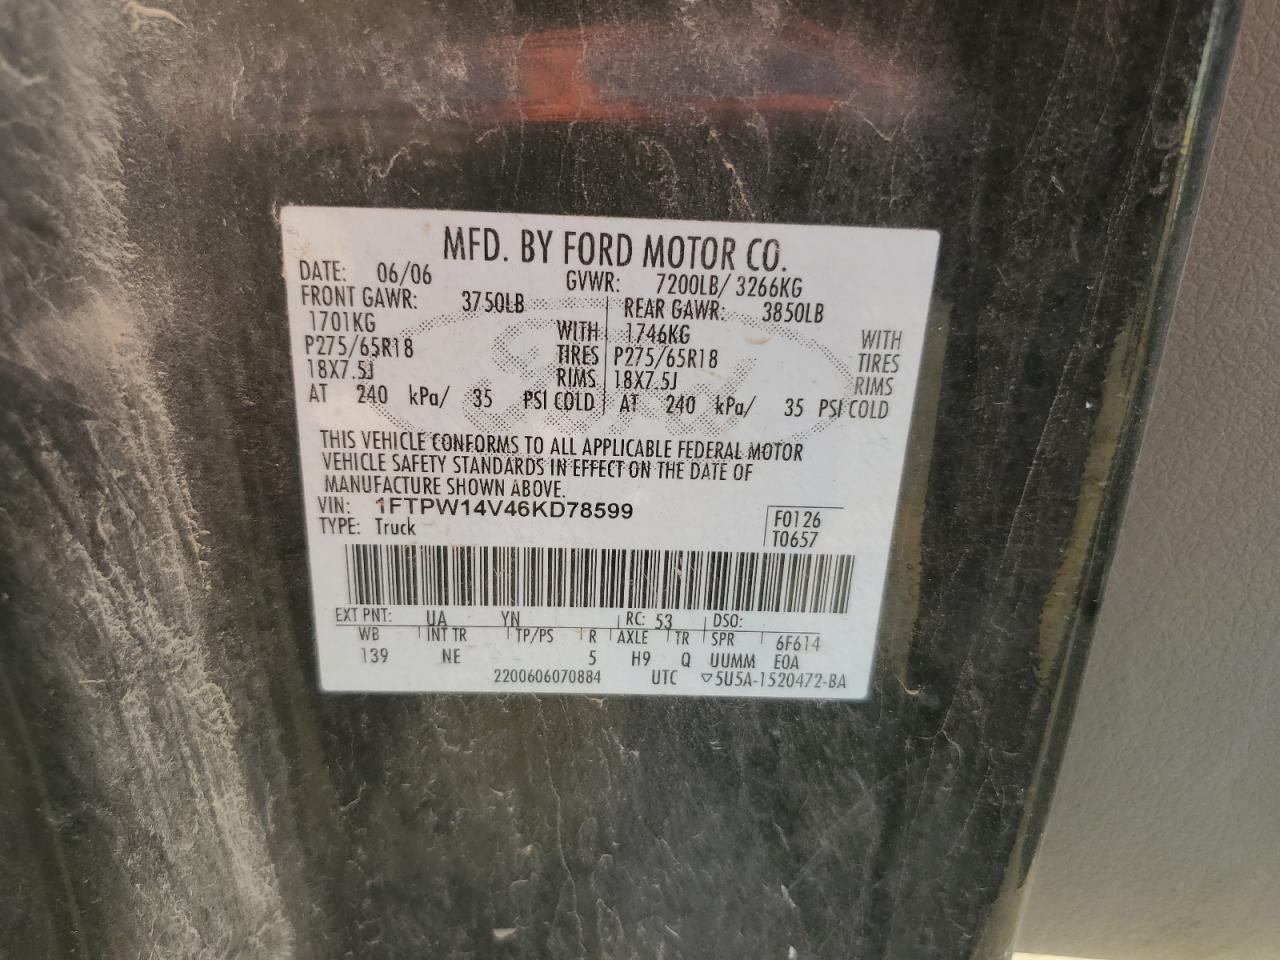 MFD. BY FORD MOTOR CO.
DATE: 06/06 GVWR: 7200LB/ 3266KG
FRONT GAWR: 3750LB REAR GAWR: 3850LB
1701KG WITH 1746KG WITH
P275/65R18 TIRES P275/65R18 TIRES
18X7.5J RIMS 18X7.5J RIMS
AT 240 kPa/ 35 PSI COLD AT 240 kPa/ 35 PSI COLD
THIS VEHICLE CONFORMS TO ALL APPLICABLE FEDERAL MOTOR
VEHICLE SAFETY STANDARDS IN EFFECT ON THE DATE OF
MANUFACTURE SHOWN ABOVE.
VIN: 1FTPW14V46KD78599 F0126
TYPE: Truck T0657
EXT PNT: UA YN RC: 53 DSO:
WB INT TR TP/PS R AXLE TR SPR 6F614
139 NE 5 H9 Q UUMM E0A
2200606070884 UTC ▽5U5A-1520472-BA